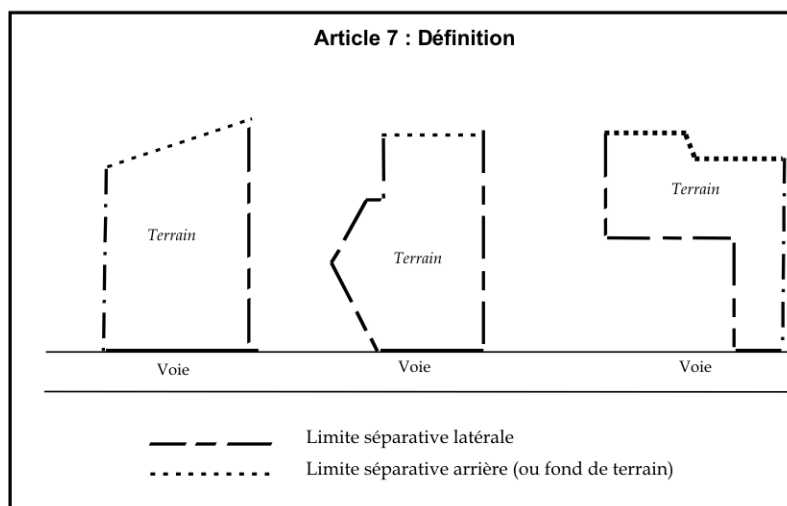 Article 7 : Définition
Terrain
Terrain
Terrain
Voie
Voie
Voie
Limite séparative latérale
Limite séparative arrière (ou fond de terrain)